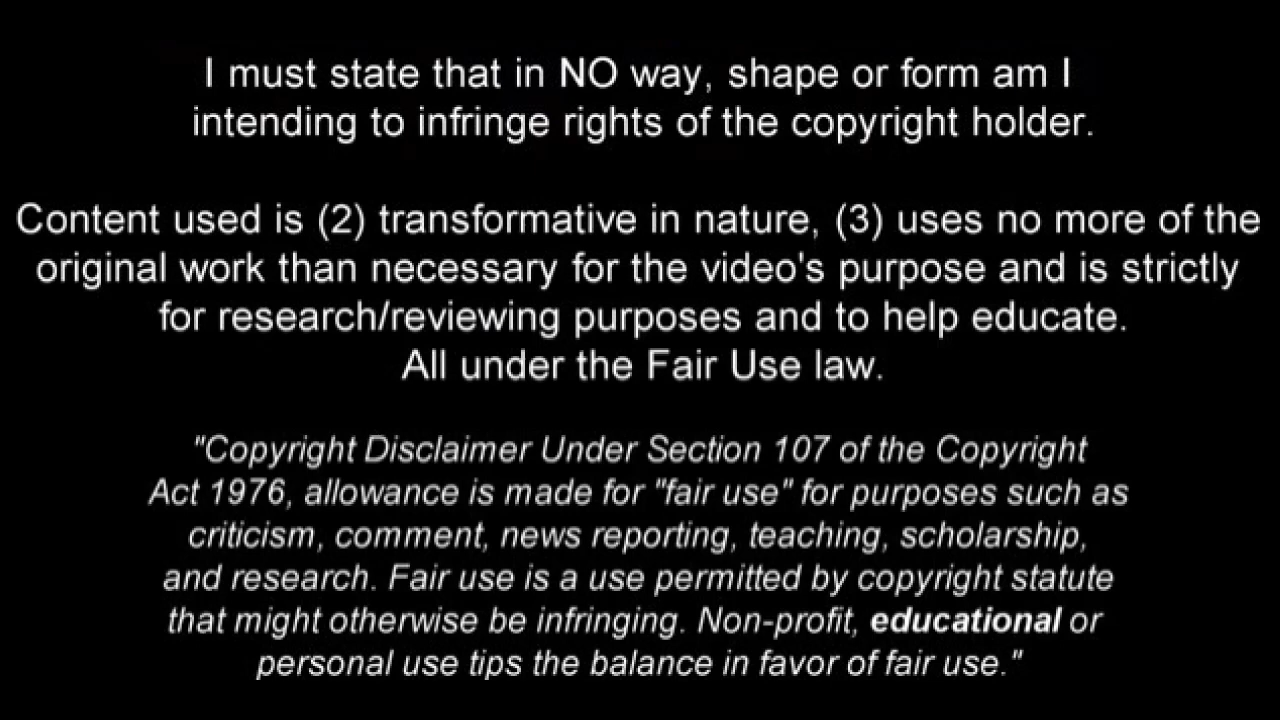 I must state that in NO way, shape or form am I
intending to infringe rights of the copyright holder.
Content used is (2) transformative in nature, (3) uses no more of the
original work than necessary for the video's purpose and is strictly
for research/reviewing purposes and to help educate.
All under the Fair Use law.
"Copyright Disclaimer Under Section 107 of the Copyright
Act 1976, allowance is made for "fair use" for purposes such as
criticism, comment, news reporting, teaching, scholarship,
and research. Fair use is a use permitted by copyright statute
that might otherwise be infringing. Non-profit, educational or
personal use tips the balance in favor of fair use."